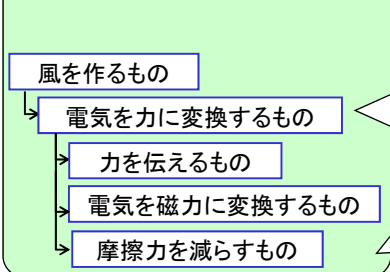 風を作るもの
電気を力に変換するもの
力を伝えるもの
電気を磁力に変換するもの
摩擦力を減らすもの